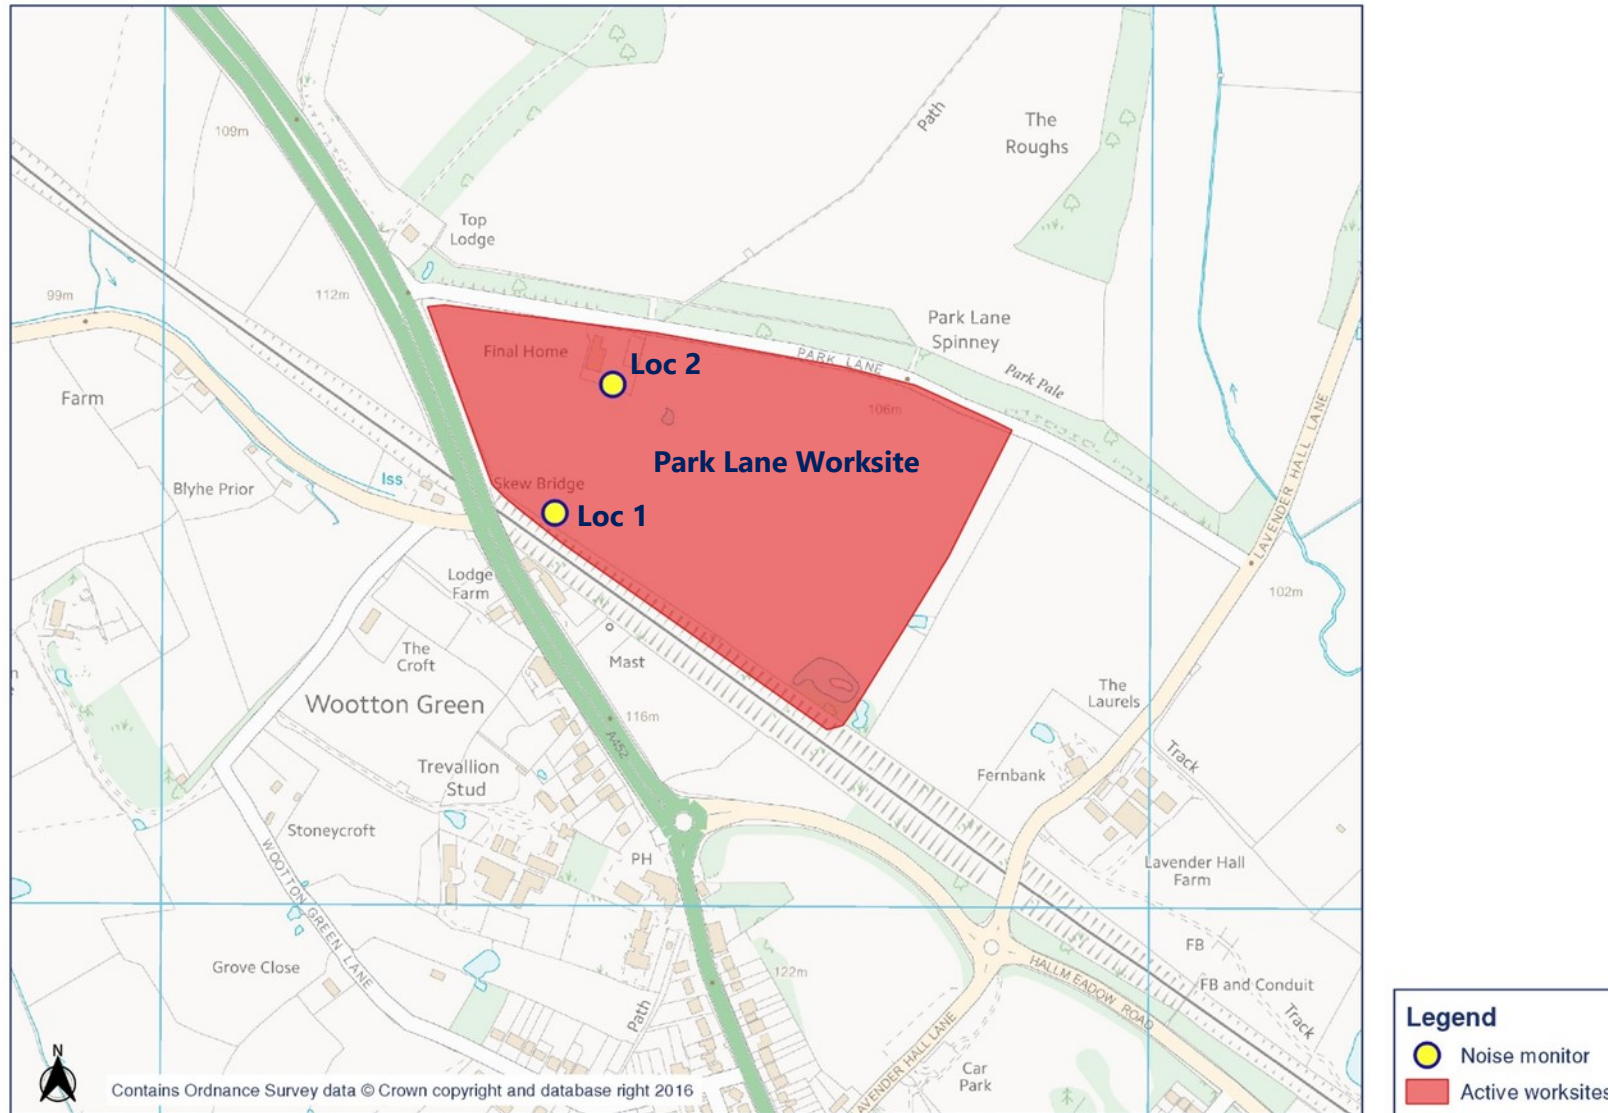 109m
Path
The
Roughs
Top
Lodge
99m
112m
Park Lane
Spinney
Final Home
Loc 2
PARK LANE
Park Pale
Farm
106m
Park Lane Worksite
Iss
Skew Bridge
Blyhe Prior
Loc 1
LAVENDER HALL LANE
Lodge
Farm
102m
The
Croft
Mast
The
Laurels
Wootton Green
116m
A452
Track
Trevallion
Stud
Fernbank
Stoneycroft
PH
Lavender Hall
Farm
WOOTTON GREEN LANE
FB
Grove Close
122m
FB and Conduit
HALLMEADOW ROAD
Track
Path
LAVENDER HALL LANE
Car
Park
N
Contains Ordnance Survey data © Crown copyright and database right 2016
Legend
Noise monitor
Active worksites